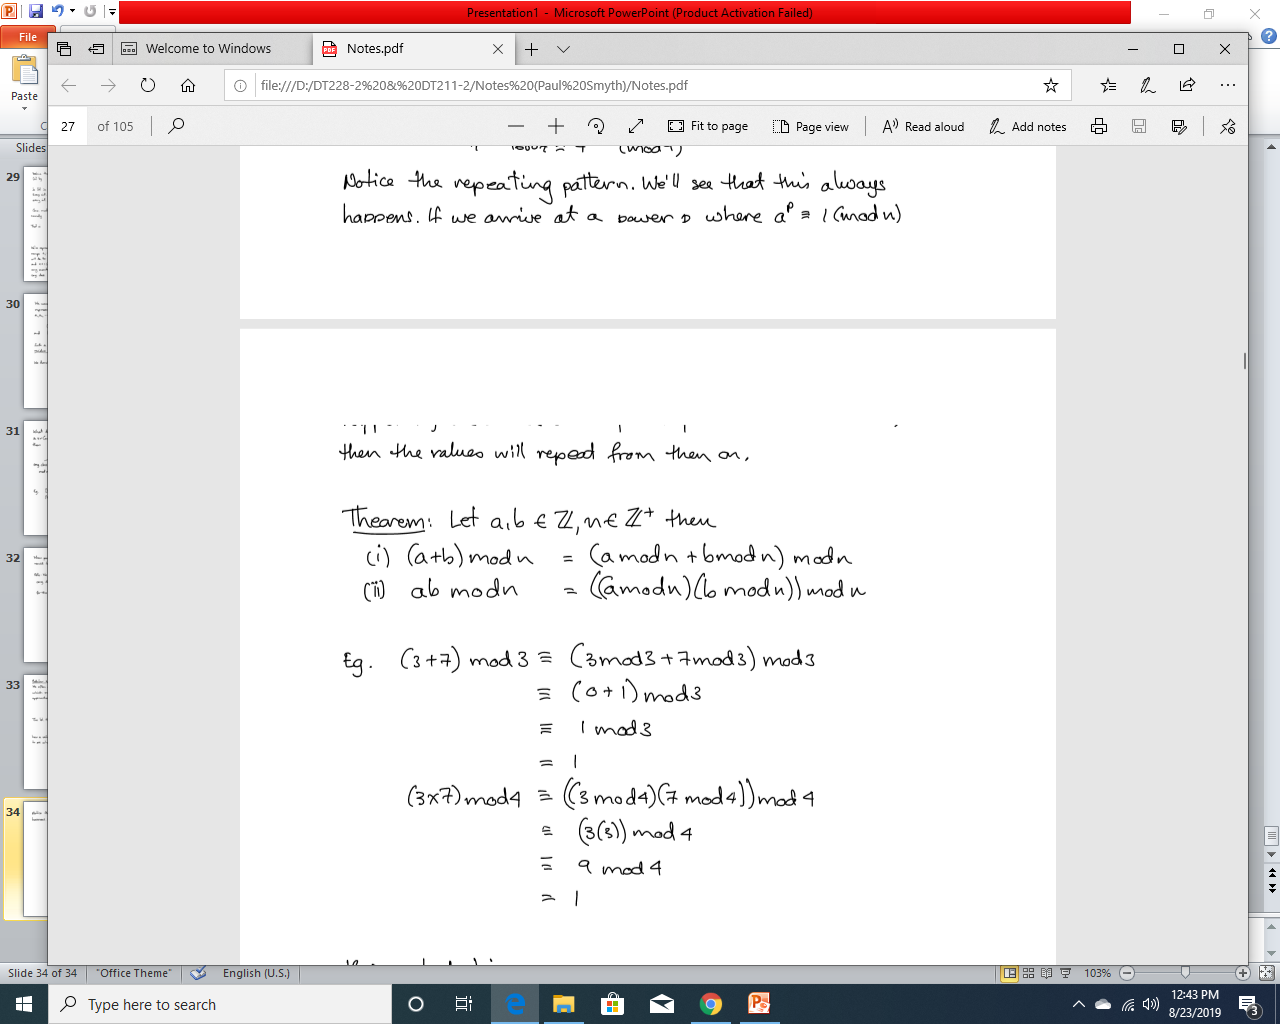 Presentation1 - Microsoft PowerPoint (Product Activation Failed)
File
Welcome to Windows
Notes.pdf
Paste
file:///D:/DT228-2%20&%20DT211-2/Notes%20(Paul%20Smyth)/Notes.pdf
27 of 105
Fit to page
Page view
Read aloud
Add notes
Slides
29
30
31
32
33
34
Notice the repeating pattern. We'll see that this always
happens. If we arrive at a power p where a^p ≡ 1 (mod n)
then the values will repeat from then on.
Theorem: Let a,b ∈ ℤ, n ∈ ℤ⁺ then
(i) (a+b) mod n = (a mod n + b mod n) mod n
(ii) ab mod n = ((a mod n)(b mod n)) mod n
Eg. (3+7) mod 3 ≡ (3 mod 3 + 7 mod 3) mod 3
≡ (0+1) mod 3
≡ 1 mod 3
= 1
(3×7) mod 4 ≡ ((3 mod 4)(7 mod 4)) mod 4
≡ (3(3)) mod 4
≡ 9 mod 4
= 1
Slide 34 of 34
"Office Theme"
English (U.S.)
103%
Type here to search
12:43 PM
8/23/2019
3